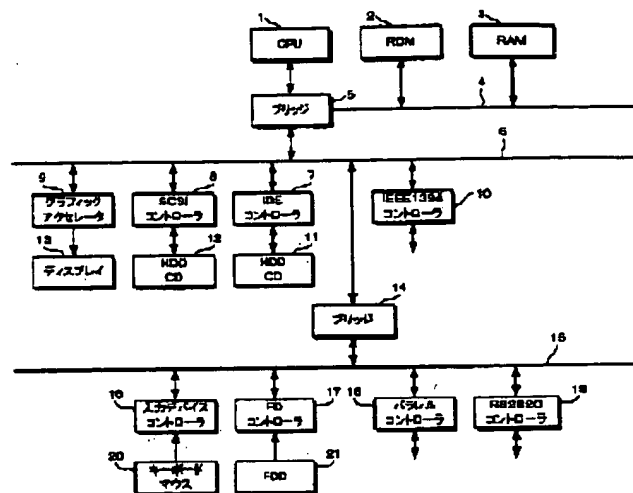 1
2
3
CPU
ROM
RAM
5
4
ブリッジ
6
9
8
7
グラフィック
アクセレータ
SCSI
コントローラ
IDE
コントローラ
IEEE1394
コントローラ
10
13
12
11
ディスプレイ
HDD
CD
HDD
CD
14
ブリッジ
15
16
17
18
19
入力デバイス
コントローラ
FD
コントローラ
パラレル
コントローラ
RS232C
コントローラ
20
21
キーボード
マウス
FDD